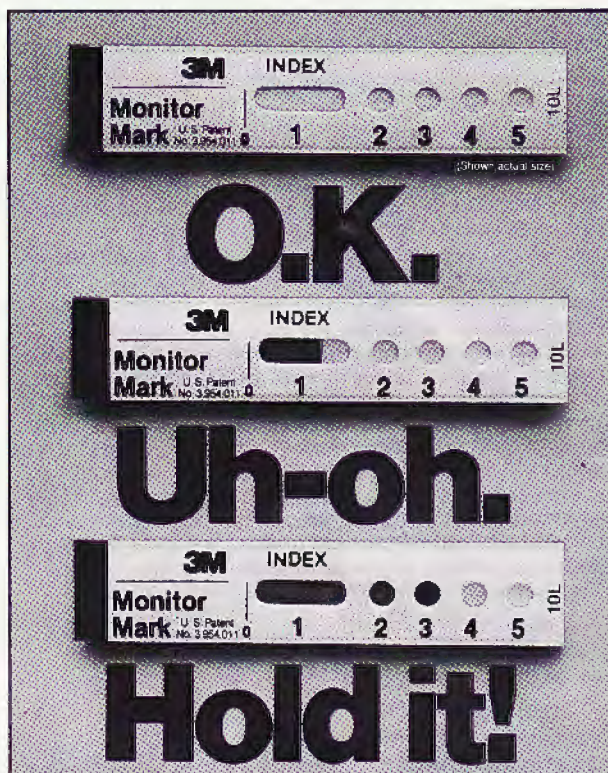 3M INDEX
Monitor
Mark U.S. Patent
No. 3,954,011 0 1 2 3 4 5 10L
(Shown actual size)
O.K.
3M INDEX
Monitor
Mark U.S. Patent
No. 3,954,011 0 1 2 3 4 5 10L
Uh-oh.
3M INDEX
Monitor
Mark U.S. Patent
No. 3,954,011 0 1 2 3 4 5 10L
Hold it!